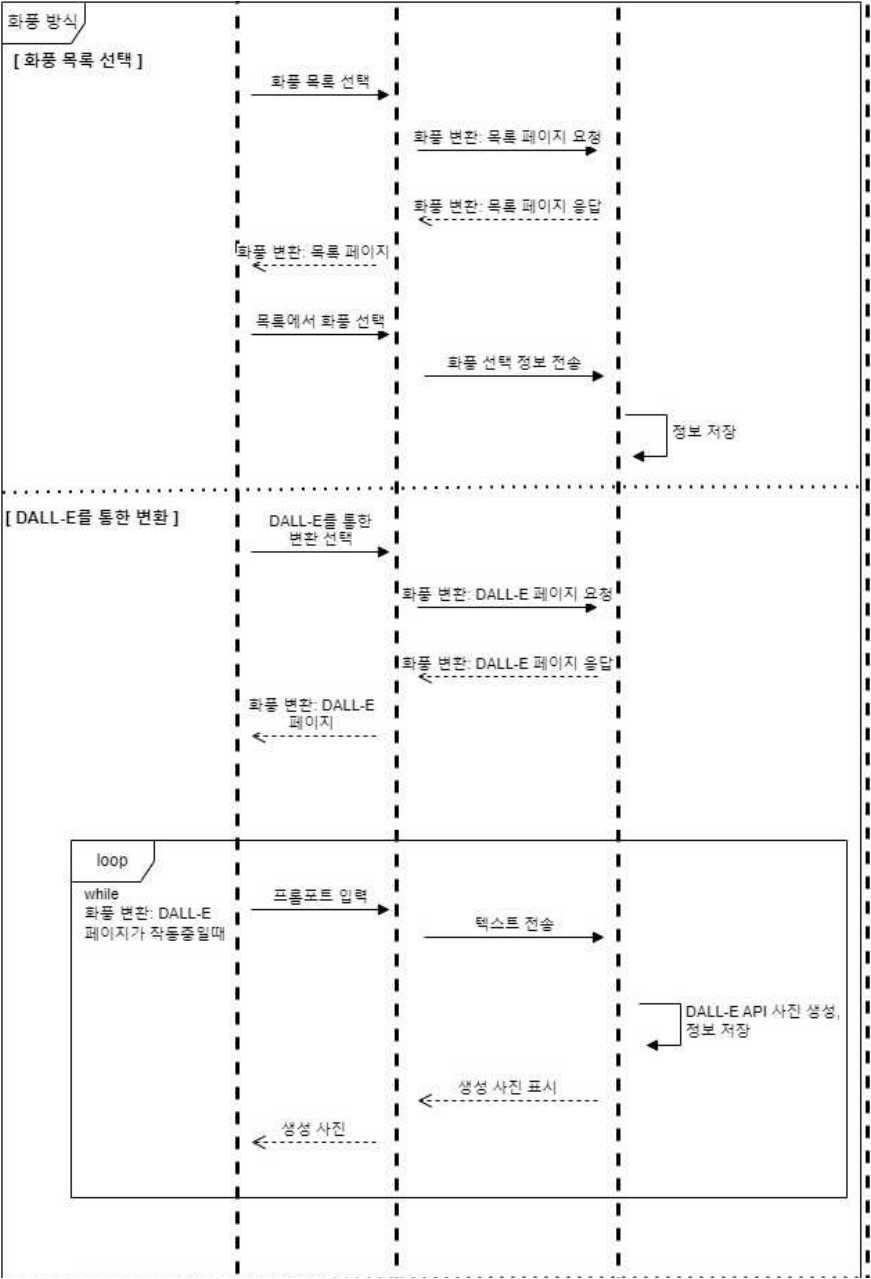 화풍 방식
[ 화풍 목록 선택 ]
화풍 목록 선택
화풍 변환: 목록 페이지 요청
화풍 변환: 목록 페이지 응답
화풍 변환: 목록 페이지
목록에서 화풍 선택
화풍 선택 정보 전송
정보 저장
[ DALL-E를 통한 변환 ]
DALL-E를 통한
변환 선택
화풍 변환: DALL-E 페이지 요청
화풍 변환: DALL-E 페이지 응답
화풍 변환: DALL-E
페이지
loop
while
화풍 변환: DALL-E
페이지가 작동중일때
프롬포트 입력
텍스트 전송
DALL-E API 사진 생성,
정보 저장
생성 사진 표시
생성 사진